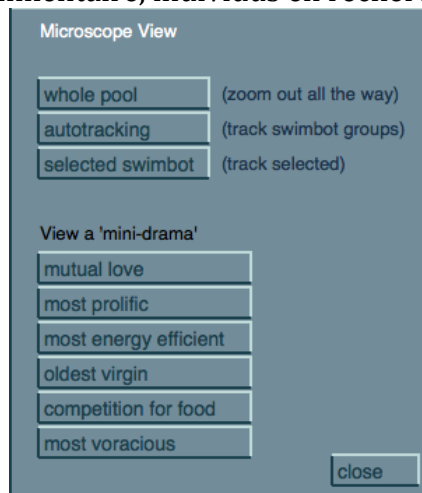 Microscope View
whole pool (zoom out all the way)
autotracking (track swimbot groups)
selected swimbot (track selected)
View a 'mini-drama'
mutual love
most prolific
most energy efficient
oldest virgin
competition for food
most voracious
close